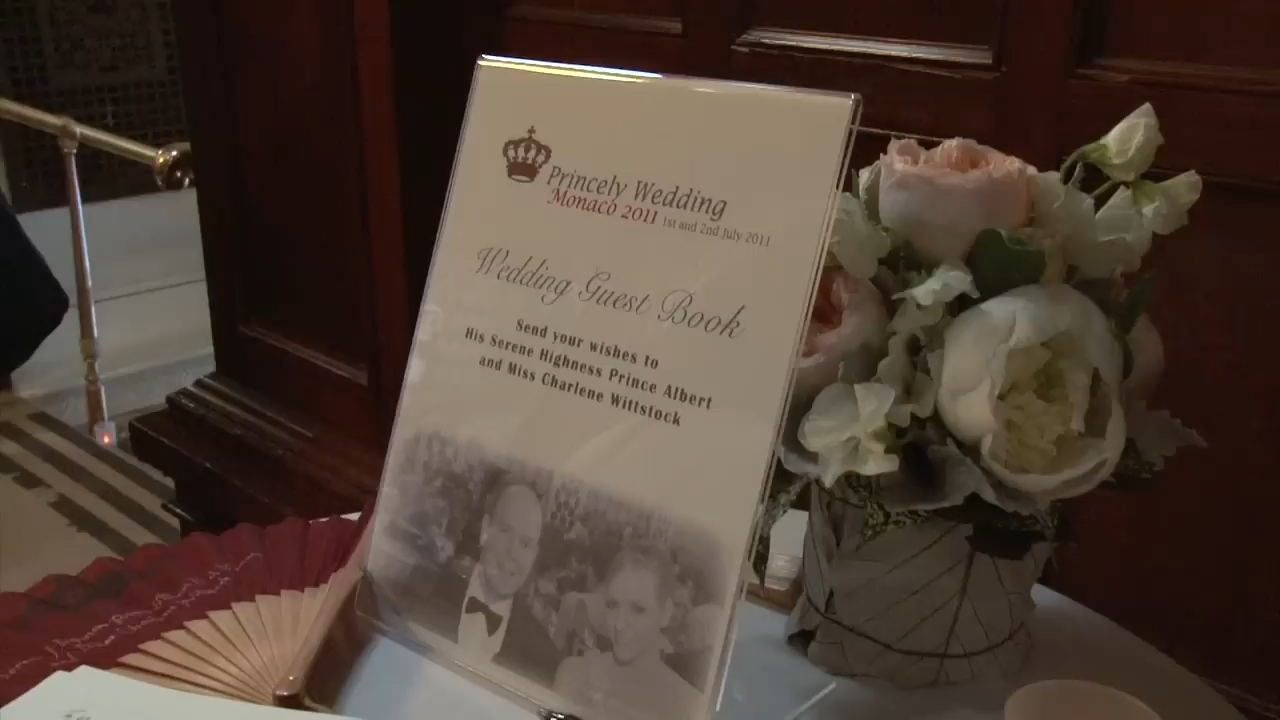 Princely Wedding
Monaco 2011 1st and 2nd July 2011
Wedding Guest Book
Send your wishes to
His Serene Highness Prince Albert
and Miss Charlene Wittstock